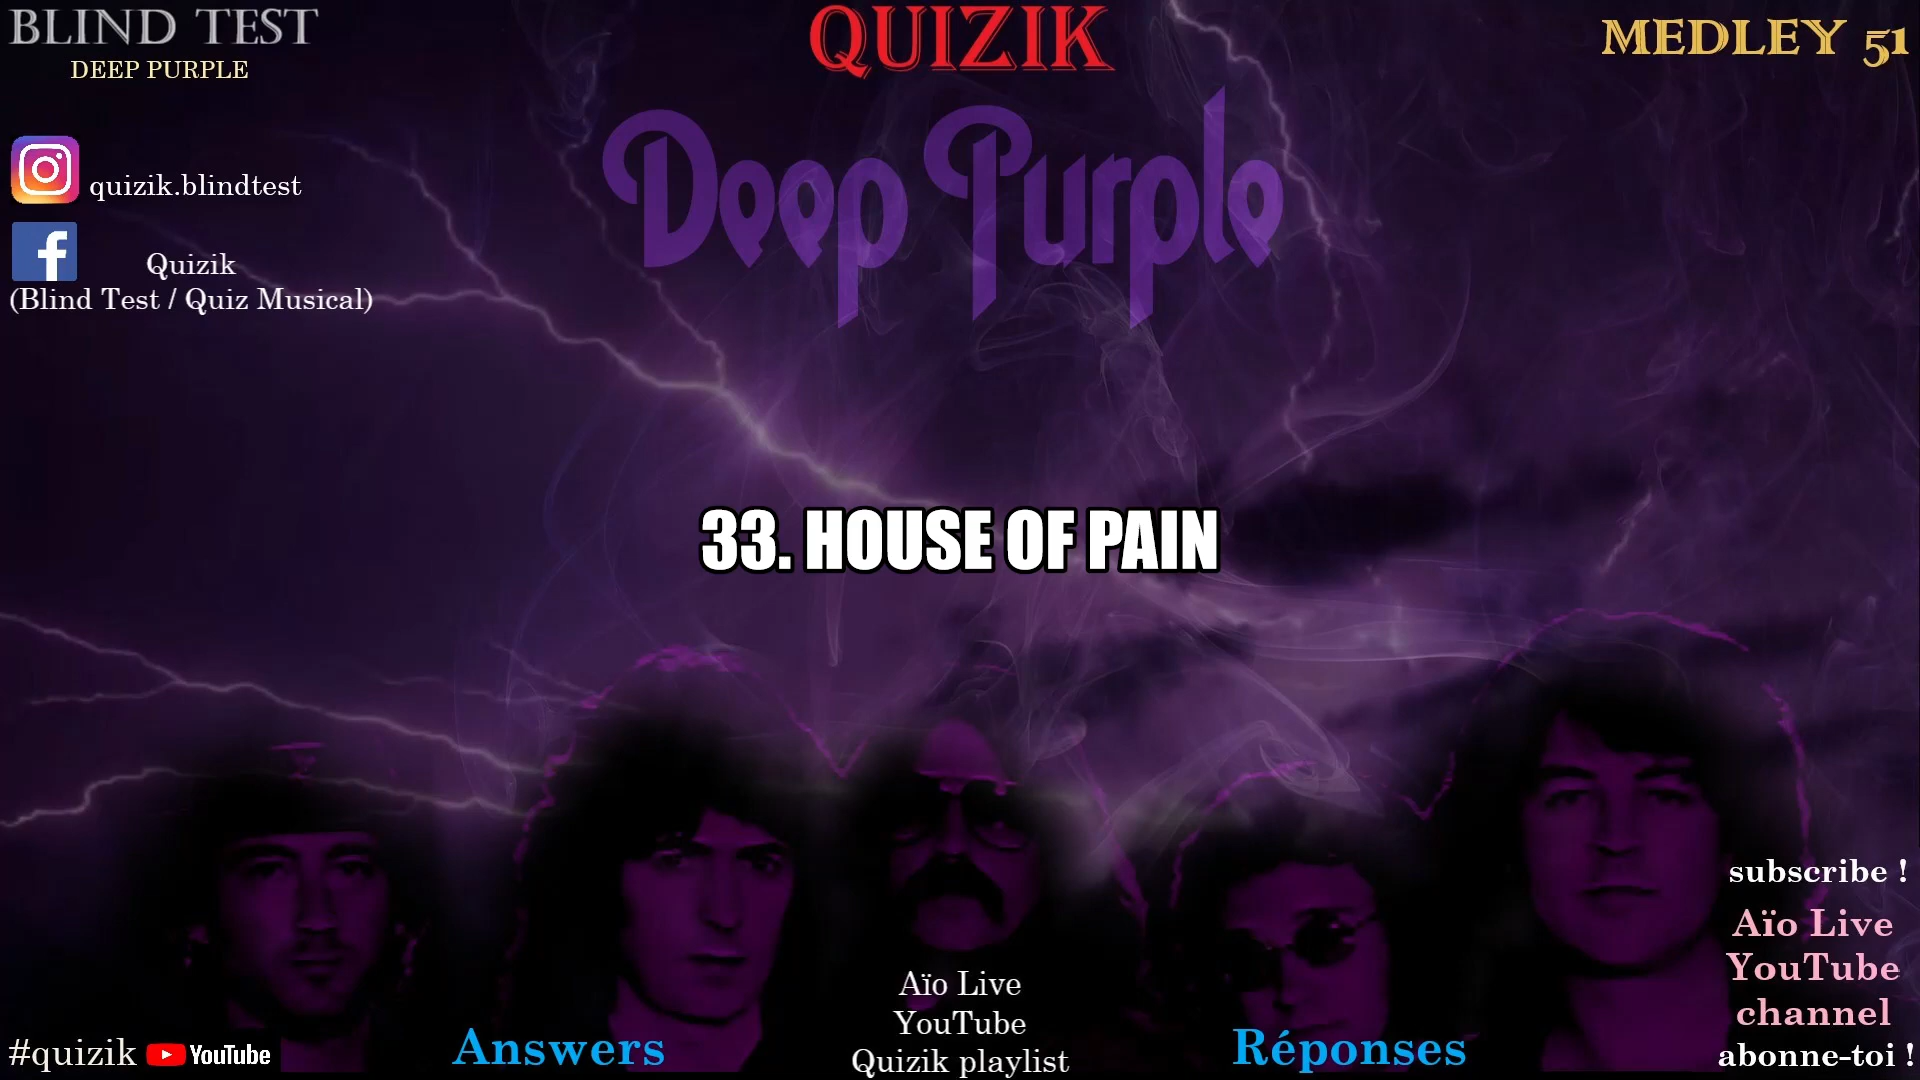 BLIND TEST
DEEP PURPLE
QUIZIK
MEDLEY 51
Deep Purple
quizik.blindtest
Quizik
(Blind Test / Quiz Musical)
33. HOUSE OF PAIN
subscribe !
Aïo Live
YouTube
channel
abonne-toi !
Aïo Live
YouTube
Quizik playlist
#quizik YouTube
Answers
Réponses